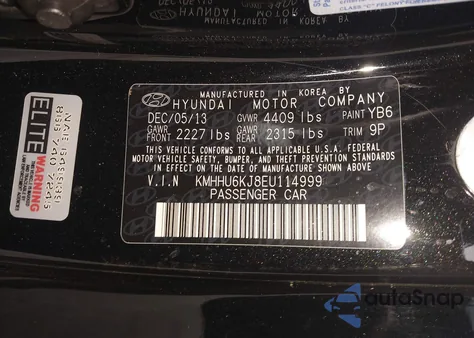 MANUFACTURED IN KOREA BY
HYUNDAI MOTOR COMPANY
DEC/05/13 GVWR 4409 lbs PAINT YB6
GAWR FRONT 2227 lbs GAWR REAR 2315 lbs TRIM 9P
THIS VEHICLE CONFORMS TO ALL APPLICABLE
U.S. FEDERAL MOTOR VEHICLE
SAFETY, BUMPER, AND THEFT PREVENTION
STANDARDS IN EFFECT ON THE DATE
OF MANUFACTURE SHOWN ABOVE
V.I.N KMHHU6KJ8EU114999
PASSENGER CAR
ELITE
WARNING
autoSnap